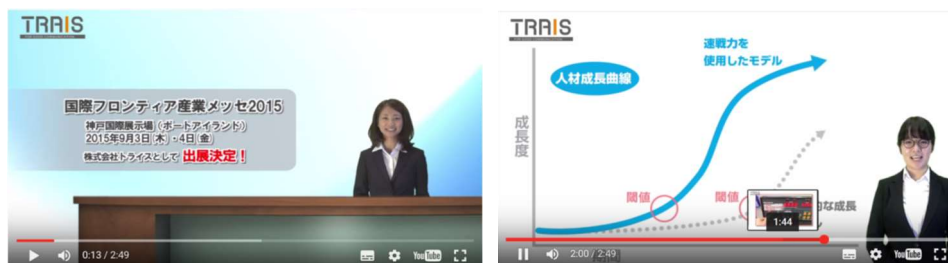 TRAIS
国際フロンティア産業メッセ2015
神戸国際展示場（ポートアイランド）
2015年9月3日(木)・4日(金)
株式会社トライスとして 出展決定！
0:13 / 2:49
YouTube
TRAIS
速戦力を
使用したモデル
人材成長曲線
成長度
閾値
閾値
的な成長
1:44
2:00 / 2:49
YouTube